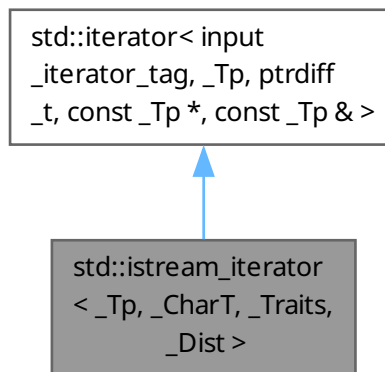 std::iterator< input
_iterator_tag, _Tp, ptrdiff
_t, const _Tp *, const _Tp & >
std::istream_iterator
< _Tp, _CharT, _Traits,
_Dist >